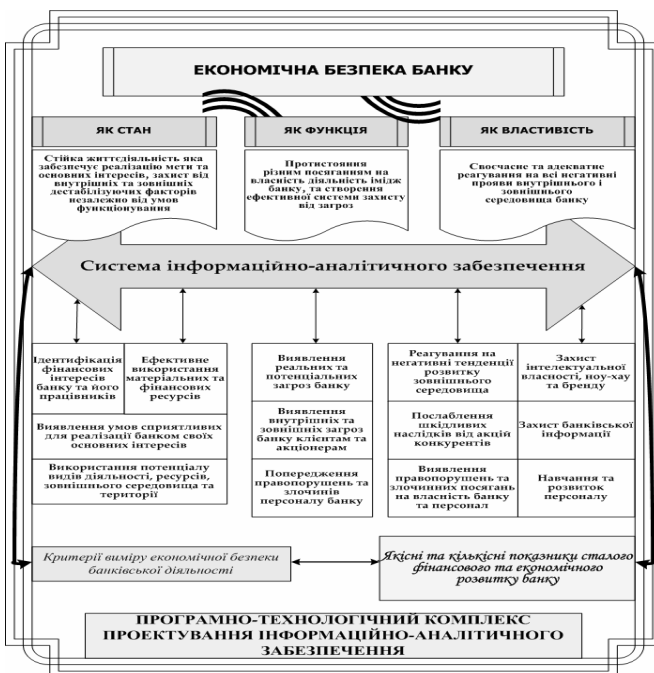 ЕКОНОМІЧНА БЕЗПЕКА БАНКУ
ЯК СТАН
Стійка життєдіяльність яка
забезпечує реалізацію мети та
основних інтересів, захист від
внутрішніх та зовнішніх
дестабілізуючих факторів
незалежно від умов
функціонування
ЯК ФУНКЦІЯ
Протистояння
різним посяганням на
власність діяльність імідж
банку, та створення
ефективної системи захисту
від загроз
ЯК ВЛАСТИВІСТЬ
Своєчасне та адекватне
реагування на всі негативні
прояви внутрішнього і
зовнішнього
середовища банку
Система інформаційно-аналітичного забезпечення
Ідентифікація
фінансових
інтересів
банку та його
працівників
Ефективне
використання
матеріальних та
фінансових
ресурсів
Виявлення умов сприятливих
для реалізації банком своїх
основних інтересів
Використання потенціалу
видів діяльності, ресурсів,
зовнішнього середовища та
території
Виявлення
реальних та
потенціальних
загроз банку
Виявлення
внутрішніх та
зовнішніх загроз
банку клієнтам та
акціонерам
Попередження
правопорушень та
злочинів
персоналу банку
Реагування на
негативні тенденції
розвитку
зовнішнього
середовища
Послаблення
шкідливих
наслідків від акцій
конкурентів
Виявлення
правопорушень та
злочинних посягань
на власність банку
та персонал
Захист
інтелектуальної
власності, ноу-хау
та бренду
Захист банківської
інформації
Навчання та
розвиток
персоналу
Критерії виміру економічної безпеки
банківської діяльності
Якісні та кількісні показники сталого
фінансового та економічного
розвитку банку
ПРОГРАМНО-ТЕХНОЛОГІЧНИЙ КОМПЛЕКС
ПРОЕКТУВАННЯ ІНФОРМАЦІЙНО-АНАЛІТИЧНОГО
ЗАБЕЗПЕЧЕННЯ